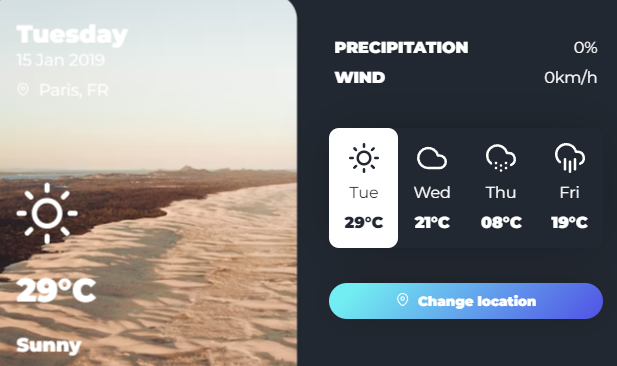 Tuesday
15 Jan 2019
Paris, FR
29°C
Sunny
PRECIPITATION 0%
WIND 0km/h
Tue Wed Thu Fri
29°C 21°C 08°C 19°C
Change location